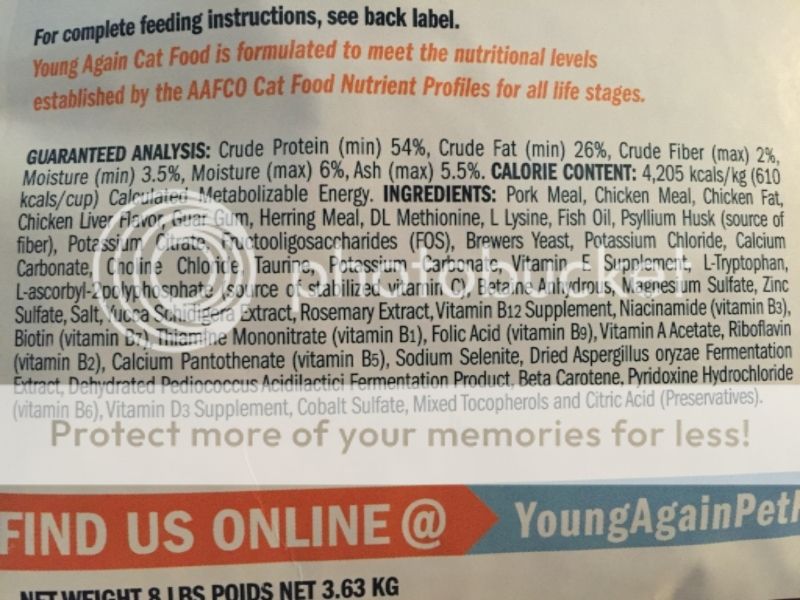 For complete feeding instructions, see back label.
Young Again Cat Food is formulated to meet the nutritional levels
established by the AAFCO Cat Food Nutrient Profiles for all life stages.
GUARANTEED ANALYSIS: Crude Protein (min) 54%, Crude Fat (min) 26%, Crude Fiber (max) 2%,
Moisture (min) 3.5%, Moisture (max) 6%, Ash (max) 5.5%. CALORIE CONTENT: 4,205 kcals/kg (610
kcals/cup) Calculated Metabolizable Energy. INGREDIENTS: Pork Meal, Chicken Meal, Chicken Fat,
Chicken Liver Flavor, Guar Gum, Herring Meal, DL Methionine, L Lysine, Fish Oil, Psyllium Husk (source of
fiber), Potassium Citrate, Fructooligosaccharides (FOS), Brewers Yeast, Potassium Chloride, Calcium
Carbonate, Choline Chloride, Taurine, Potassium Carbonate, Vitamin E Supplement, L-Tryptophan,
L-ascorbyl-2polyphosphate (source of stabilized vitamin C), Betaine Anhydrous, Magnesium Sulfate, Zinc
Sulfate, Salt, Yucca Schidigera Extract, Rosemary Extract, Vitamin B12 Supplement, Niacinamide (vitamin B3),
Biotin (vitamin B7), Thiamine Mononitrate (vitamin B1), Folic Acid (vitamin B9), Vitamin A Acetate, Riboflavin
(vitamin B2), Calcium Pantothenate (vitamin B5), Sodium Selenite, Dried Aspergillus oryzae Fermentation
Extract, Dehydrated Pediococcus Acidilactici Fermentation Product, Beta Carotene, Pyridoxine Hydrochloride
(vitamin B6), Vitamin D3 Supplement, Cobalt Sulfate, Mixed Tocopherols and Citric Acid (Preservatives).
photobucket
Protect more of your memories for less!
FIND US ONLINE @ YoungAgainPetF
NET WEIGHT 8 LBS POIDS NET 3.63 KG